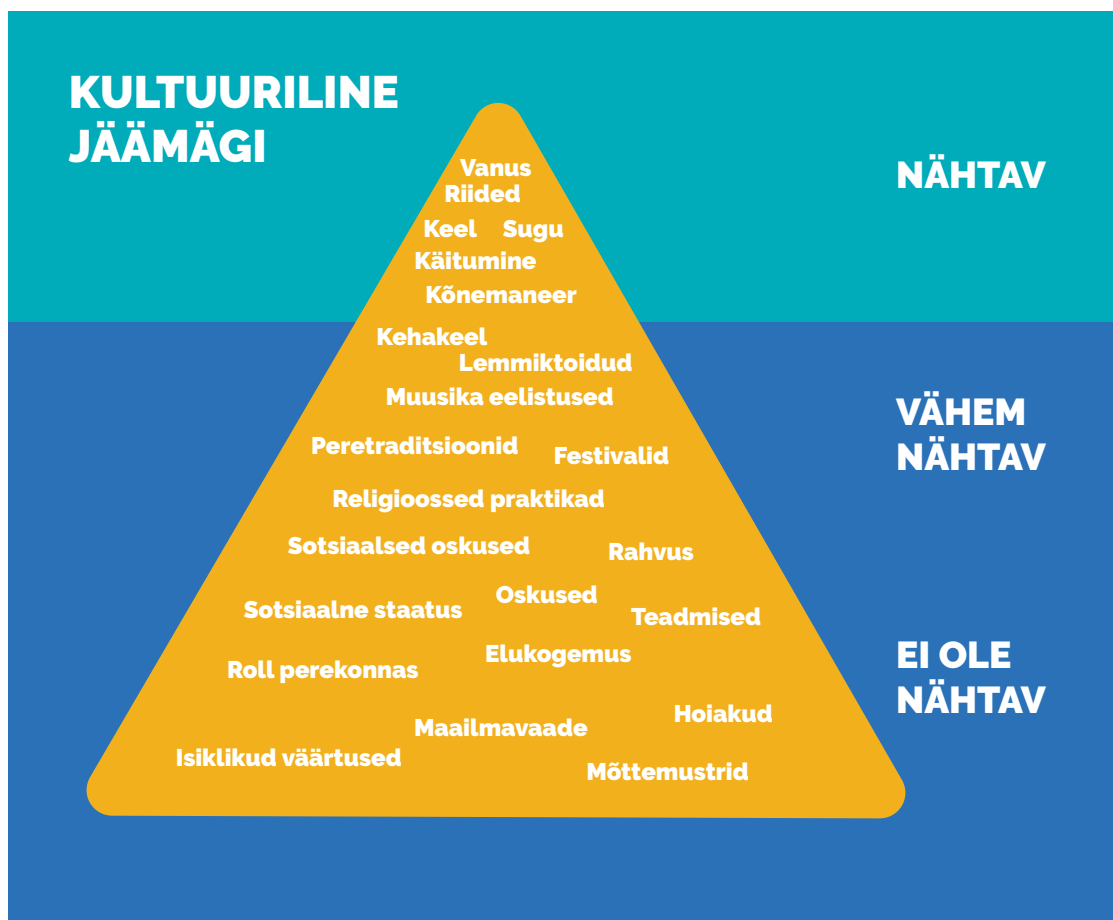 KULTUURILINE
JÄÄMÄGI
NÄHTAV
Vanus
Riided
Keel Sugu
Käitumine
Kõnemaneer
Kehakeel
Lemmiktoidud
Muusika eelistused
VÄHEM
NÄHTAV
Peretraditsioonid
Festivalid
Religioossed praktikad
Sotsiaalsed oskused
Rahvus
Oskused
Sotsiaalne staatus
Teadmised
Elukogemus
Roll perekonnas
EI OLE
NÄHTAV
Hoiakud
Maailmavaade
Isiklikud väärtused
Mõttemustrid